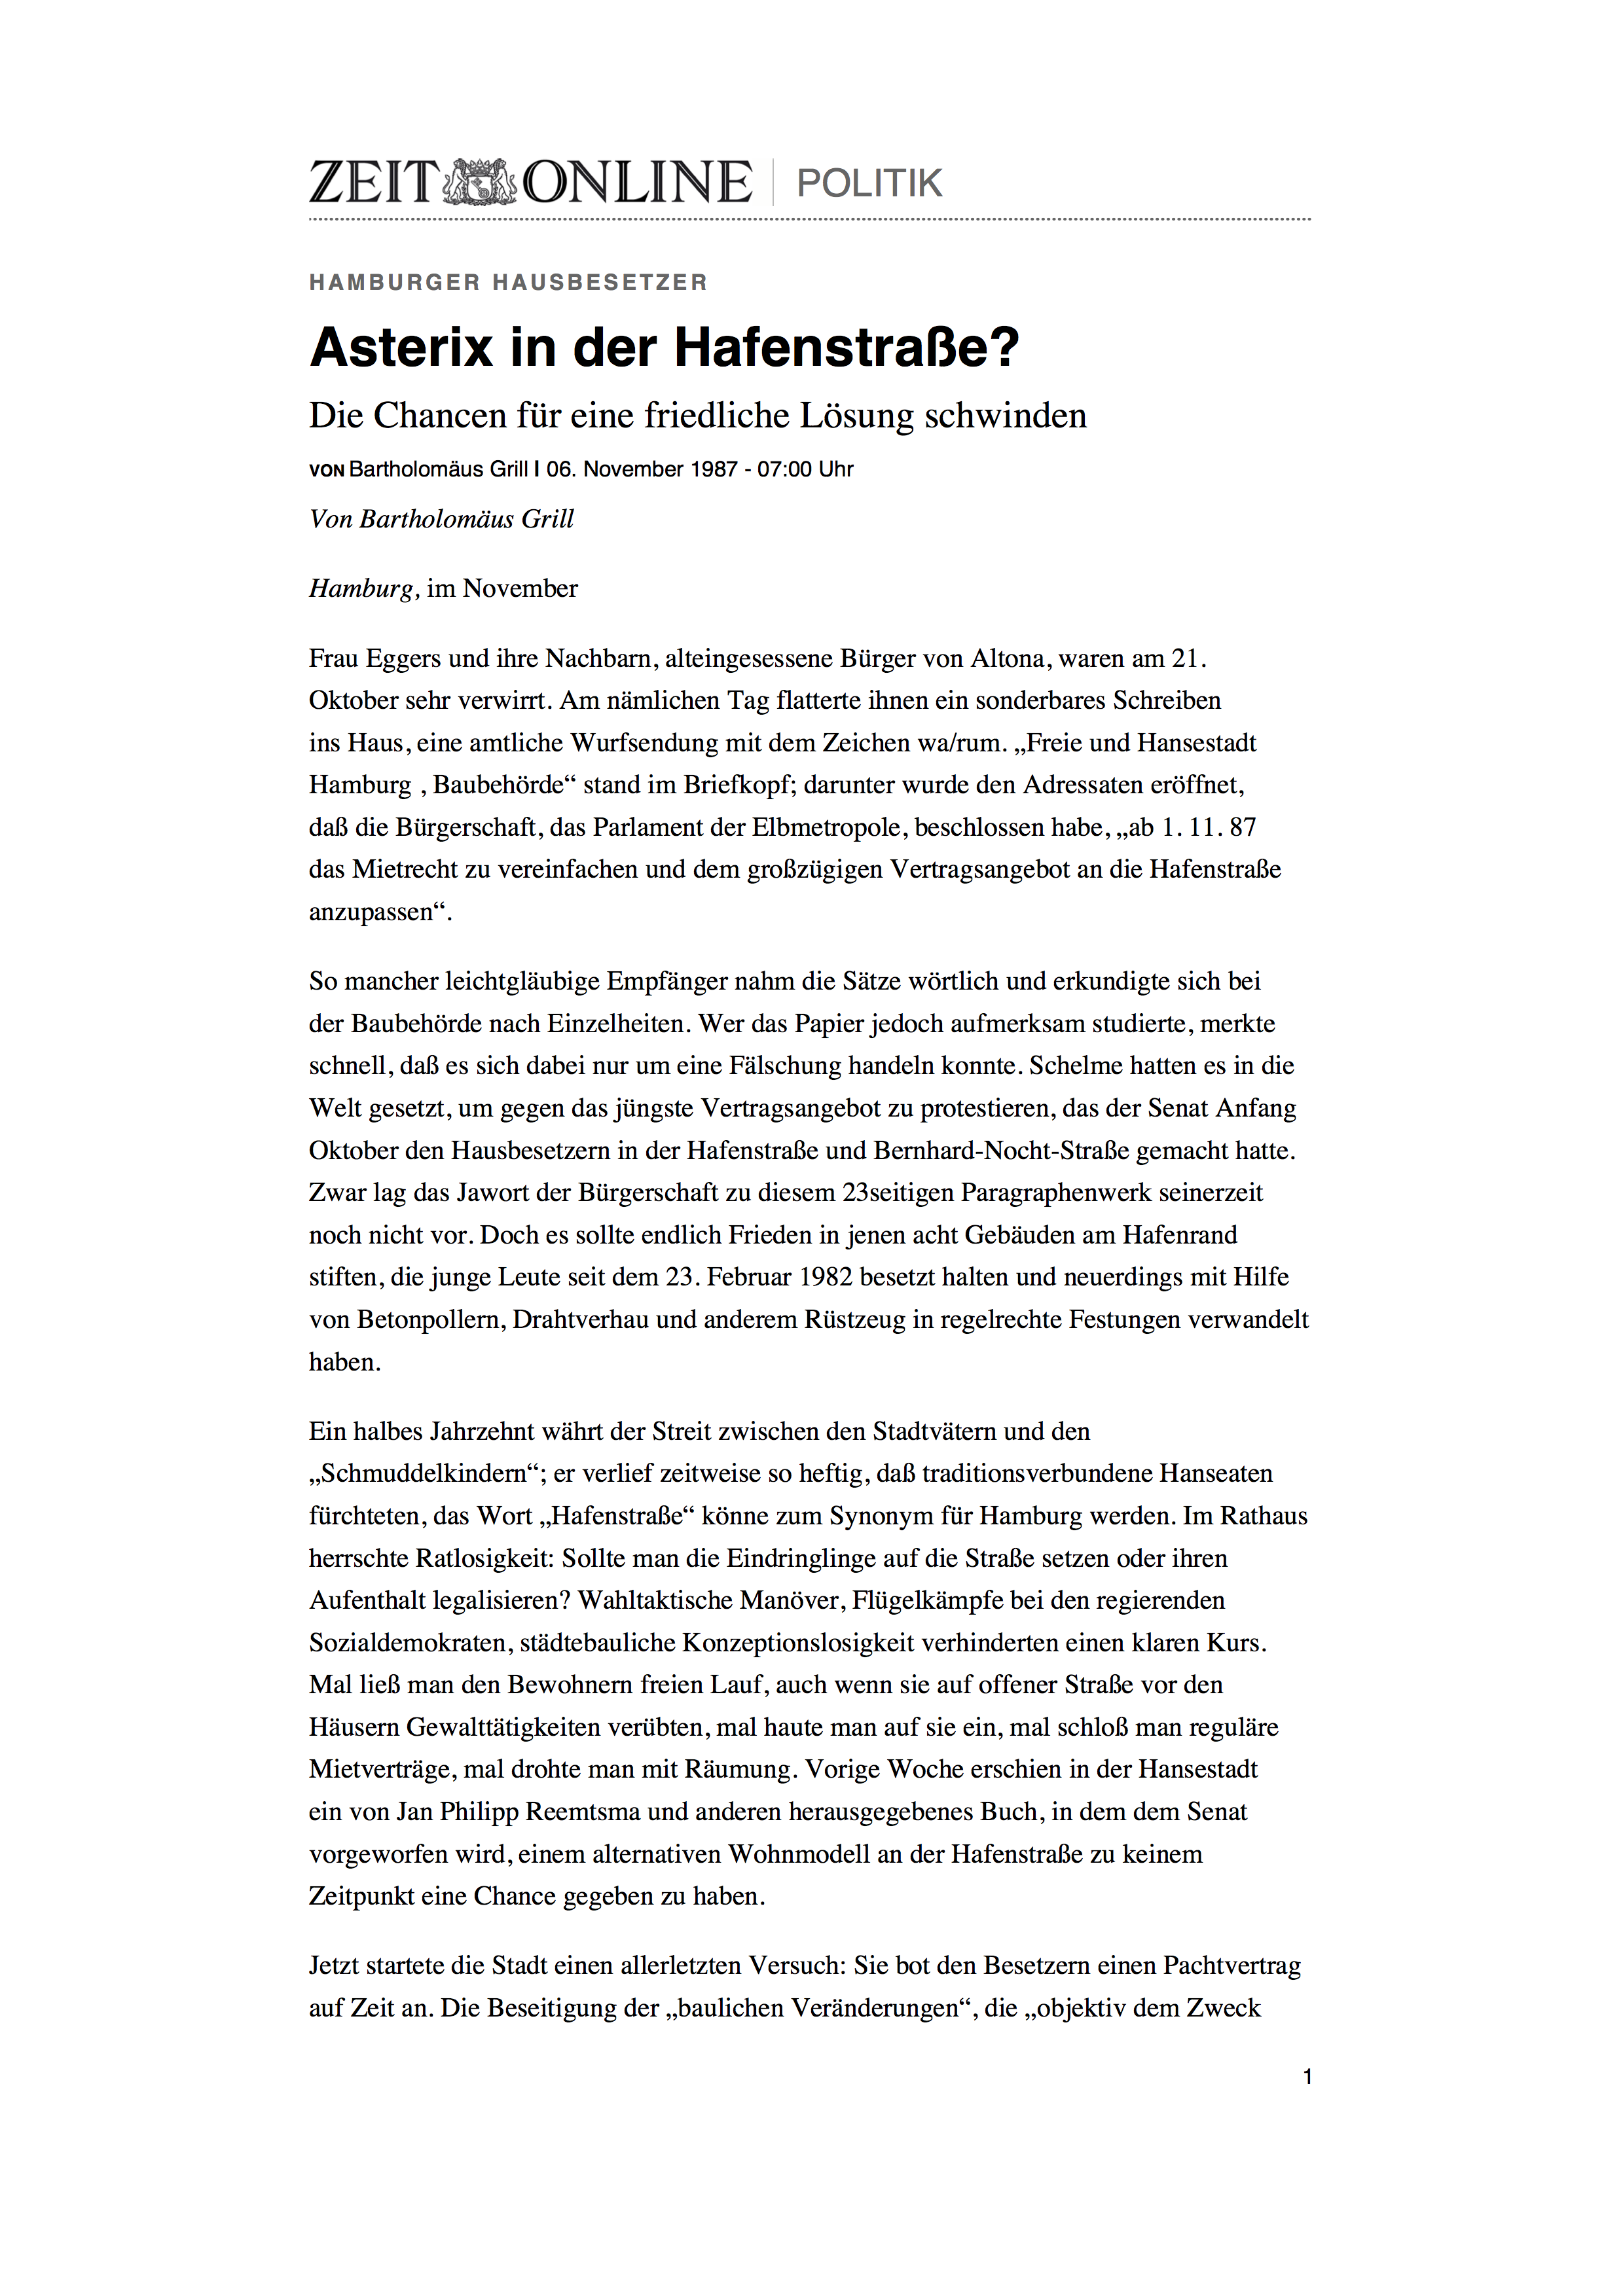 ZEIT ONLINE | POLITIK
HAMBURGER HAUSBESETZER
Asterix in der Hafenstraße?
Die Chancen für eine friedliche Lösung schwinden
VON Bartholomäus Grill | 06. November 1987 - 07:00 Uhr
Von Bartholomäus Grill
Hamburg, im November
Frau Eggers und ihre Nachbarn, alteingesessene Bürger von Altona, waren am 21.
Oktober sehr verwirrt. Am nämlichen Tag flatterte ihnen ein sonderbares Schreiben
ins Haus, eine amtliche Wurfsendung mit dem Zeichen wa/rum. „Freie und Hansestadt
Hamburg , Baubehörde“ stand im Briefkopf; darunter wurde den Adressaten eröffnet,
daß die Bürgerschaft, das Parlament der Elbmetropole, beschlossen habe, „ab 1. 11. 87
das Mietrecht zu vereinfachen und dem großzügigen Vertragsangebot an die Hafenstraße
anzupassen“.
So mancher leichtgläubige Empfänger nahm die Sätze wörtlich und erkundigte sich bei
der Baubehörde nach Einzelheiten. Wer das Papier jedoch aufmerksam studierte, merkte
schnell, daß es sich dabei nur um eine Fälschung handeln konnte. Schelme hatten es in die
Welt gesetzt, um gegen das jüngste Vertragsangebot zu protestieren, das der Senat Anfang
Oktober den Hausbesetzern in der Hafenstraße und Bernhard-Nocht-Straße gemacht hatte.
Zwar lag das Jawort der Bürgerschaft zu diesem 23seitigen Paragraphenwerk seinerzeit
noch nicht vor. Doch es sollte endlich Frieden in jenen acht Gebäuden am Hafenrand
stiften, die junge Leute seit dem 23. Februar 1982 besetzt halten und neuerdings mit Hilfe
von Betonpollern, Drahtverhau und anderem Rüstzeug in regelrechte Festungen verwandelt
haben.
Ein halbes Jahrzehnt währt der Streit zwischen den Stadtvätern und den
„Schmuddelkindern“; er verlief zeitweise so heftig, daß traditionsverbundene Hanseaten
fürchteten, das Wort „Hafenstraße“ könne zum Synonym für Hamburg werden. Im Rathaus
herrschte Ratlosigkeit: Sollte man die Eindringlinge auf die Straße setzen oder ihren
Aufenthalt legalisieren? Wahltaktische Manöver, Flügelkämpfe bei den regierenden
Sozialdemokraten, städtebauliche Konzeptionslosigkeit verhinderten einen klaren Kurs.
Mal ließ man den Bewohnern freien Lauf, auch wenn sie auf offener Straße vor den
Häusern Gewalttätigkeiten verübten, mal haute man auf sie ein, mal schloß man reguläre
Mietverträge, mal drohte man mit Räumung. Vorige Woche erschien in der Hansestadt
ein von Jan Philipp Reemtsma und anderen herausgegebenes Buch, in dem dem Senat
vorgeworfen wird, einem alternativen Wohnmodell an der Hafenstraße zu keinem
Zeitpunkt eine Chance gegeben zu haben.
Jetzt startete die Stadt einen allerletzten Versuch: Sie bot den Besetzern einen Pachtvertrag
auf Zeit an. Die Beseitigung der „baulichen Veränderungen“, die „objektiv dem Zweck
1